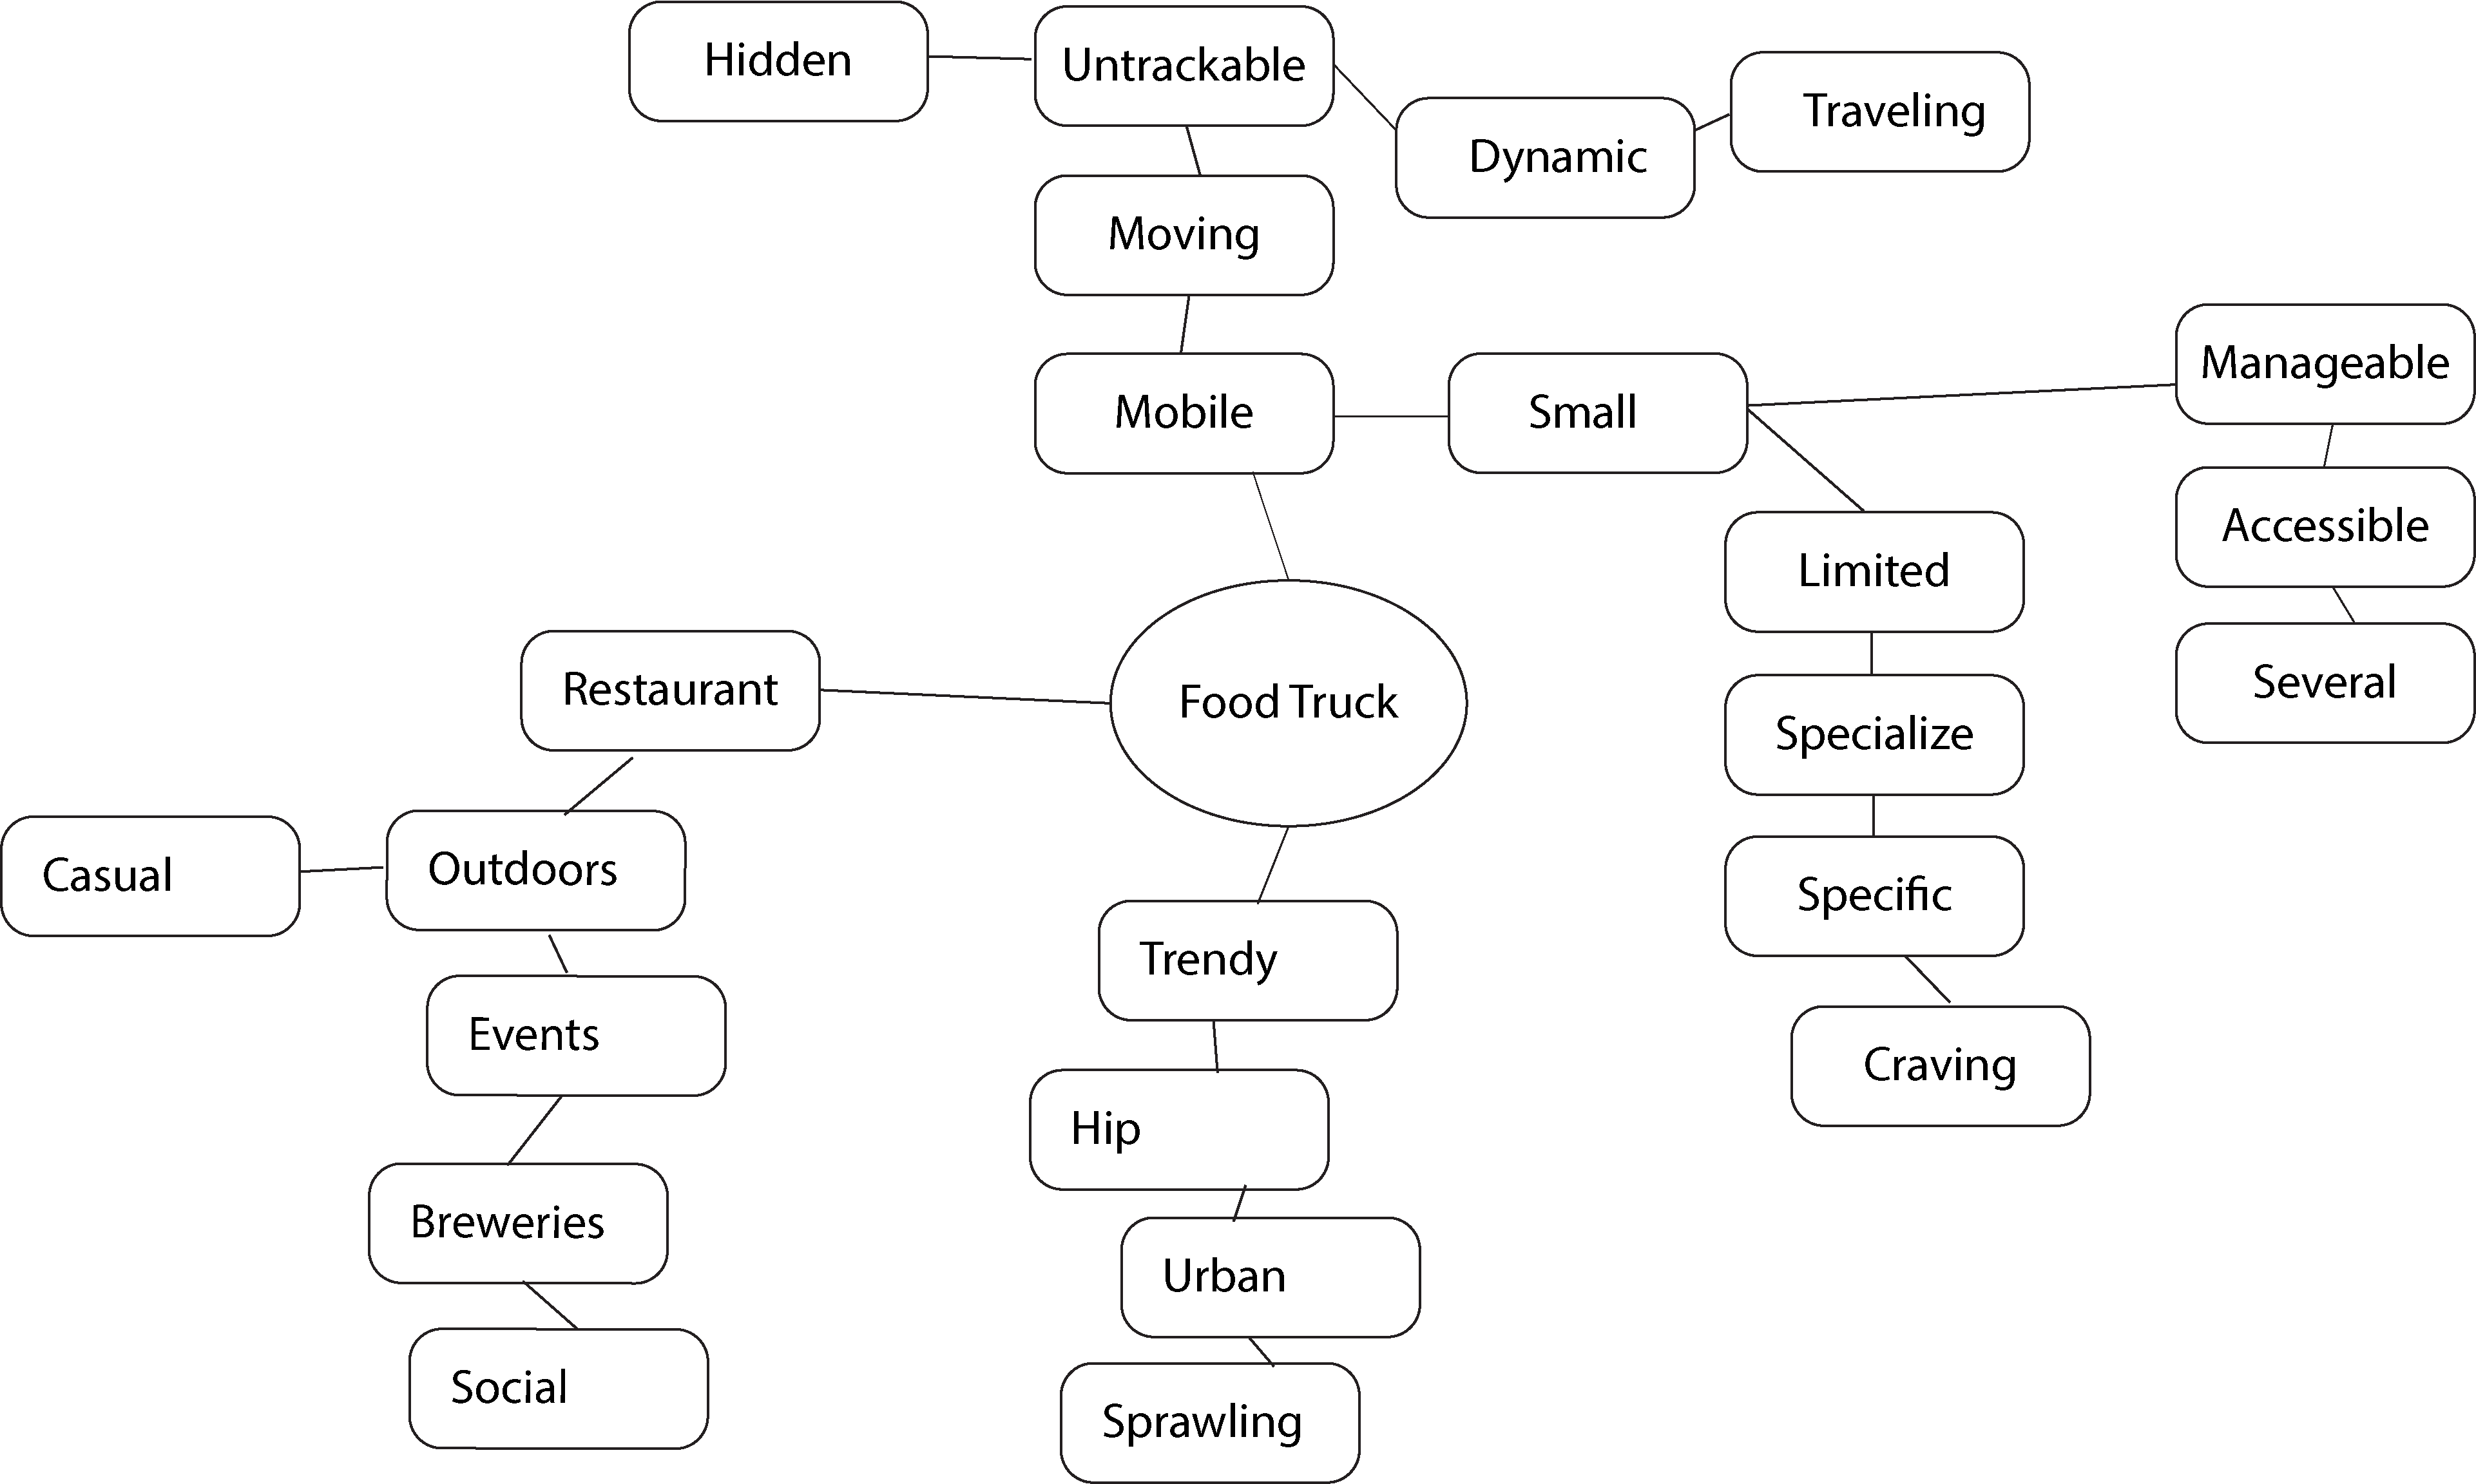 Hidden
Untrackable
Traveling
Dynamic
Moving
Manageable
Mobile
Small
Accessible
Limited
Restaurant
Food Truck
Several
Specialize
Casual
Outdoors
Specific
Trendy
Events
Craving
Hip
Breweries
Urban
Social
Sprawling